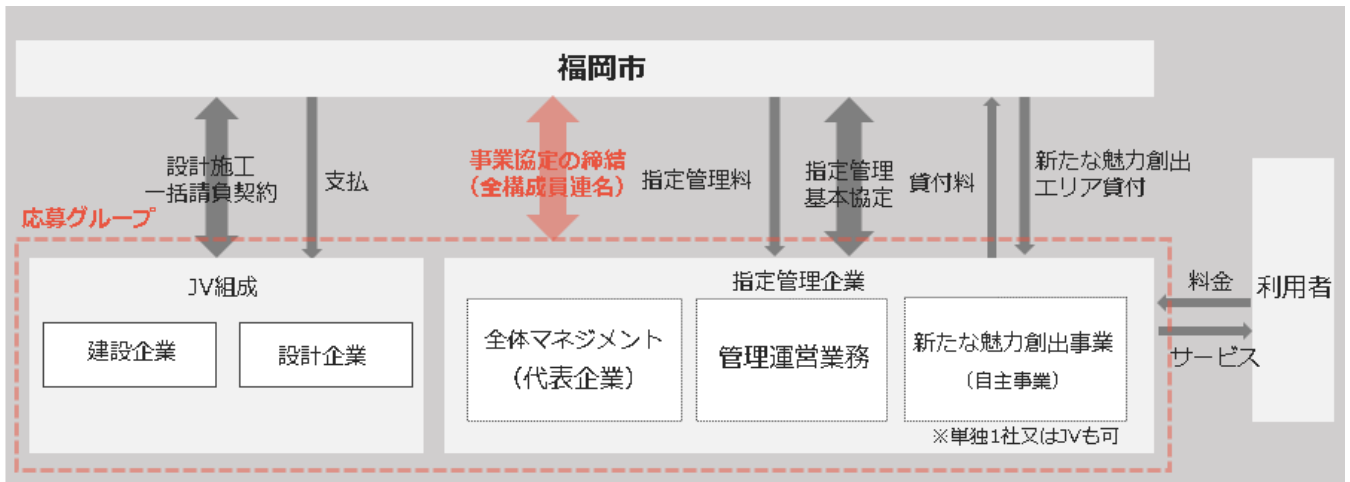 福岡市
設計施工
一括請負契約
支払
事業協定の締結
（全構成員連名）
指定管理料
指定管理
基本協定
貸付料
新たな魅力創出
エリア貸付
応募グループ
JV組成
建設企業
設計企業
指定管理企業
全体マネジメント
（代表企業）
管理運営業務
新たな魅力創出事業
（自主事業）
※単独1社又はJVも可
料金
サービス
利用者